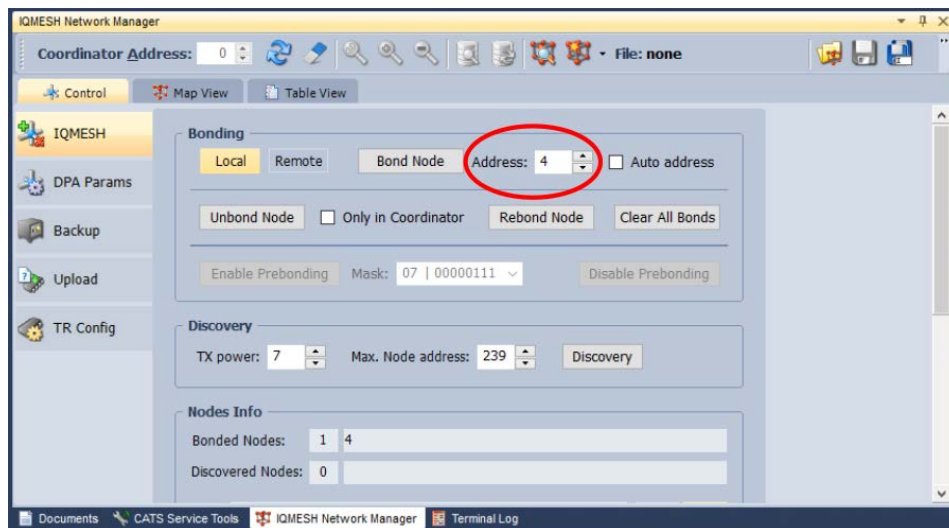 IQMESH Network Manager
Coordinator Address: 0 File: none
Control Map View Table View
IQMESH
DPA Params
Backup
Upload
TR Config
Bonding
Local Remote Bond Node Address: 4 Auto address
Unbond Node Only in Coordinator Rebond Node Clear All Bonds
Enable Prebonding Mask: 07 | 00000111 Disable Prebonding
Discovery
TX power: 7 Max. Node address: 239 Discovery
Nodes Info
Bonded Nodes: 1 4
Discovered Nodes: 0
Documents CATS Service Tools IQMESH Network Manager Terminal Log